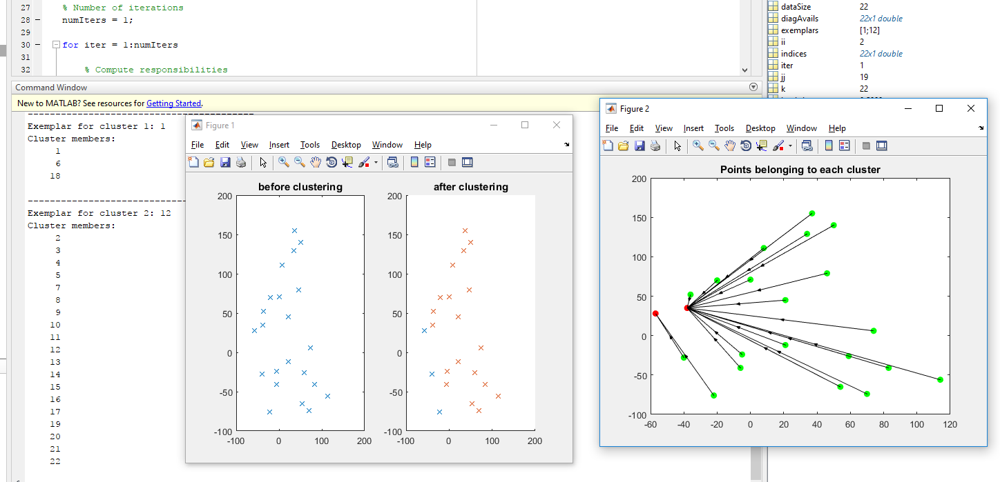 27 % Number of iterations
28 – numIters = 1;
29
30 – for iter = 1:numIters
31
32 % Compute responsibilities
Command Window
New to MATLAB? See resources for Getting Started.
Exemplar for cluster 1: 1
Cluster members:
1
6
18
Exemplar for cluster 2: 12
Cluster members:
2
3
4
5
7
8
9
10
11
12
13
14
15
16
17
19
20
21
22
Figure 1
File Edit View Insert Tools Desktop Window Help
before clustering
200
150
100
50
0
-50
-100
-100 0 100 200
after clustering
200
150
100
50
0
-50
-100
-100 0 100 200
dataSize 22
diagAvails 22x1 double
exemplars [1;12]
ii 2
indices 22x1 double
iter 1
jj 19
k 22
Figure 2
File Edit View Insert Tools Desktop Window Help
Points belonging to each cluster
200
150
100
50
0
-50
-100
-60 -40 -20 0 20 40 60 80 100 120